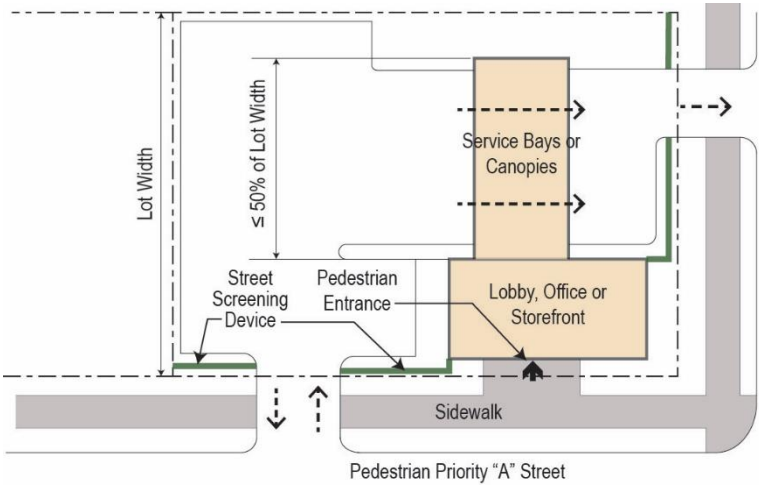 Lot Width
≤ 50% of Lot Width
Service Bays or
Canopies
Street
Screening
Device
Pedestrian
Entrance
Lobby, Office or
Storefront
Sidewalk
Pedestrian Priority “A” Street